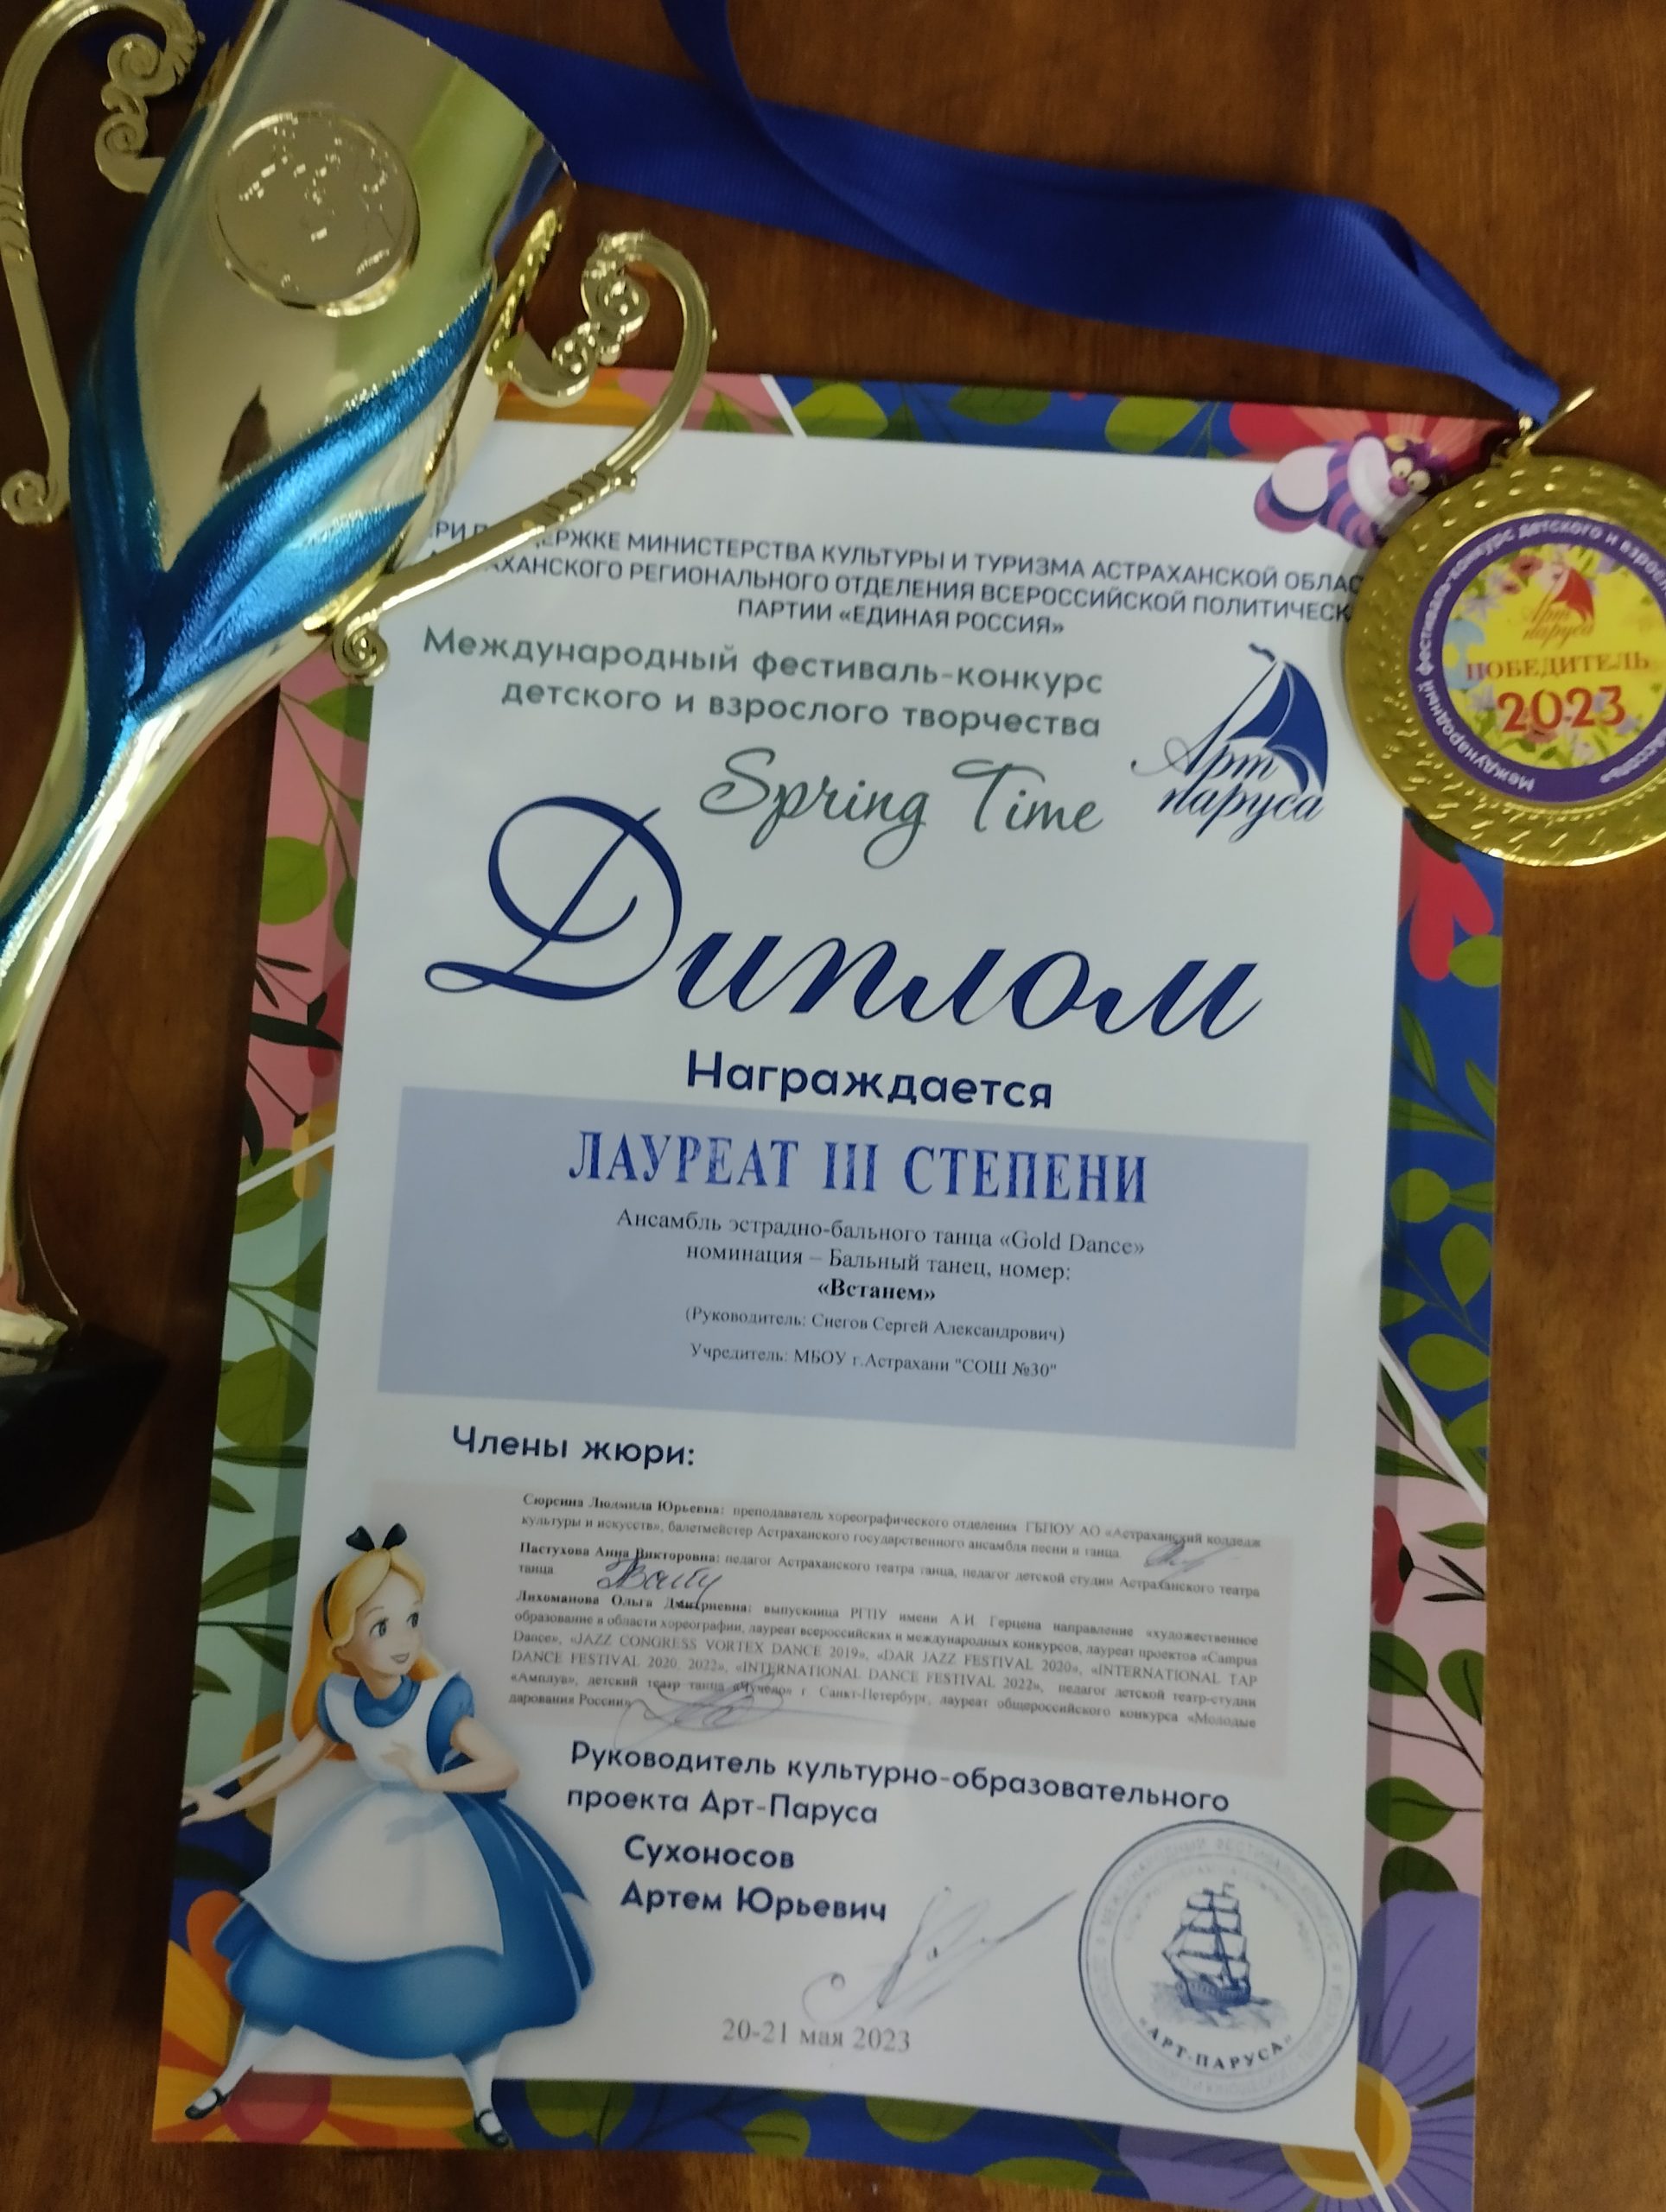 ДЕРЖКЕ МИНИСТЕРСТВА КУЛЬТУРЫ И ТУРИЗМА АСТРАХАНСКОЙ ОБЛАС
АХАНСКОГО РЕГИОНАЛЬНОГО ОТДЕЛЕНИЯ ВСЕРОССИЙСКОЙ ПОЛИТИЧЕСК
ПАРТИИ «ЕДИНАЯ РОССИЯ»
Международный фестиваль-конкурс
детского и взрослого творчества
Spring Time
Арт
паруса
Диплом
Награждается
ЛАУРЕАТ III СТЕПЕНИ
Ансамбль эстрадно-бального танца «Gold Dance»
номинация – Бальный танец, номер:
«Встанем»
(Руководитель: Снегов Сергей Александрович)
Учредитель: МБОУ г.Астрахани "СОШ №30"
Члены жюри:
Сюрсина Людмила Юрьевна: преподаватель хореографического отделения ГБПОУ АО «Астраханский колледж
культуры и искусств», балетмейстер Астраханского государственного ансамбля песни и танца.
Пастухова Анна Викторовна: педагог Астраханского театра танца, педагог детской студии Астраханского театра
танца.
Лихоманова Ольга Дмитриевна: выпускница РГПУ имени А.И. Герцена направление «художественное
образование в области хореографии, лауреат всероссийских и международных конкурсов, лауреат проектов «Campus
Dance», «JAZZ CONGRESS VORTEX DANCE 2019», «DAR JAZZ FESTIVAL 2020», «INTERNATIONAL TAP
DANCE FESTIVAL 2020, 2022», «INTERNATIONAL DANCE FESTIVAL 2022», педагог детской театр-студии
«Амплуа», детский театр танца «Чучело» г. Санкт-Петербург, лауреат общероссийского конкурса «Молодые
дарования России»
Руководитель культурно-образовательного
проекта Арт-Паруса
Сухоносов
Артем Юрьевич
20-21 мая 2023
«АРТ-ПАРУСА»
Международный фестиваль-конкурс детского и взросл
Арт
паруса
ПОБЕДИТЕЛЬ
2023